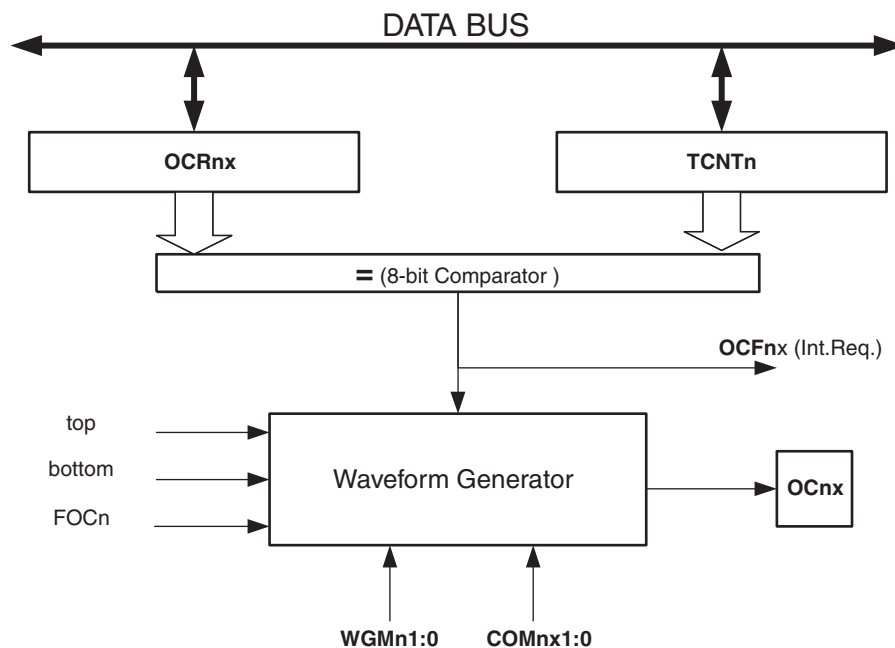 DATA BUS
OCRnx
TCNTn
= (8-bit Comparator )
OCFnx (Int.Req.)
top
bottom
FOCn
Waveform Generator
OCnx
WGMn1:0
COMnx1:0